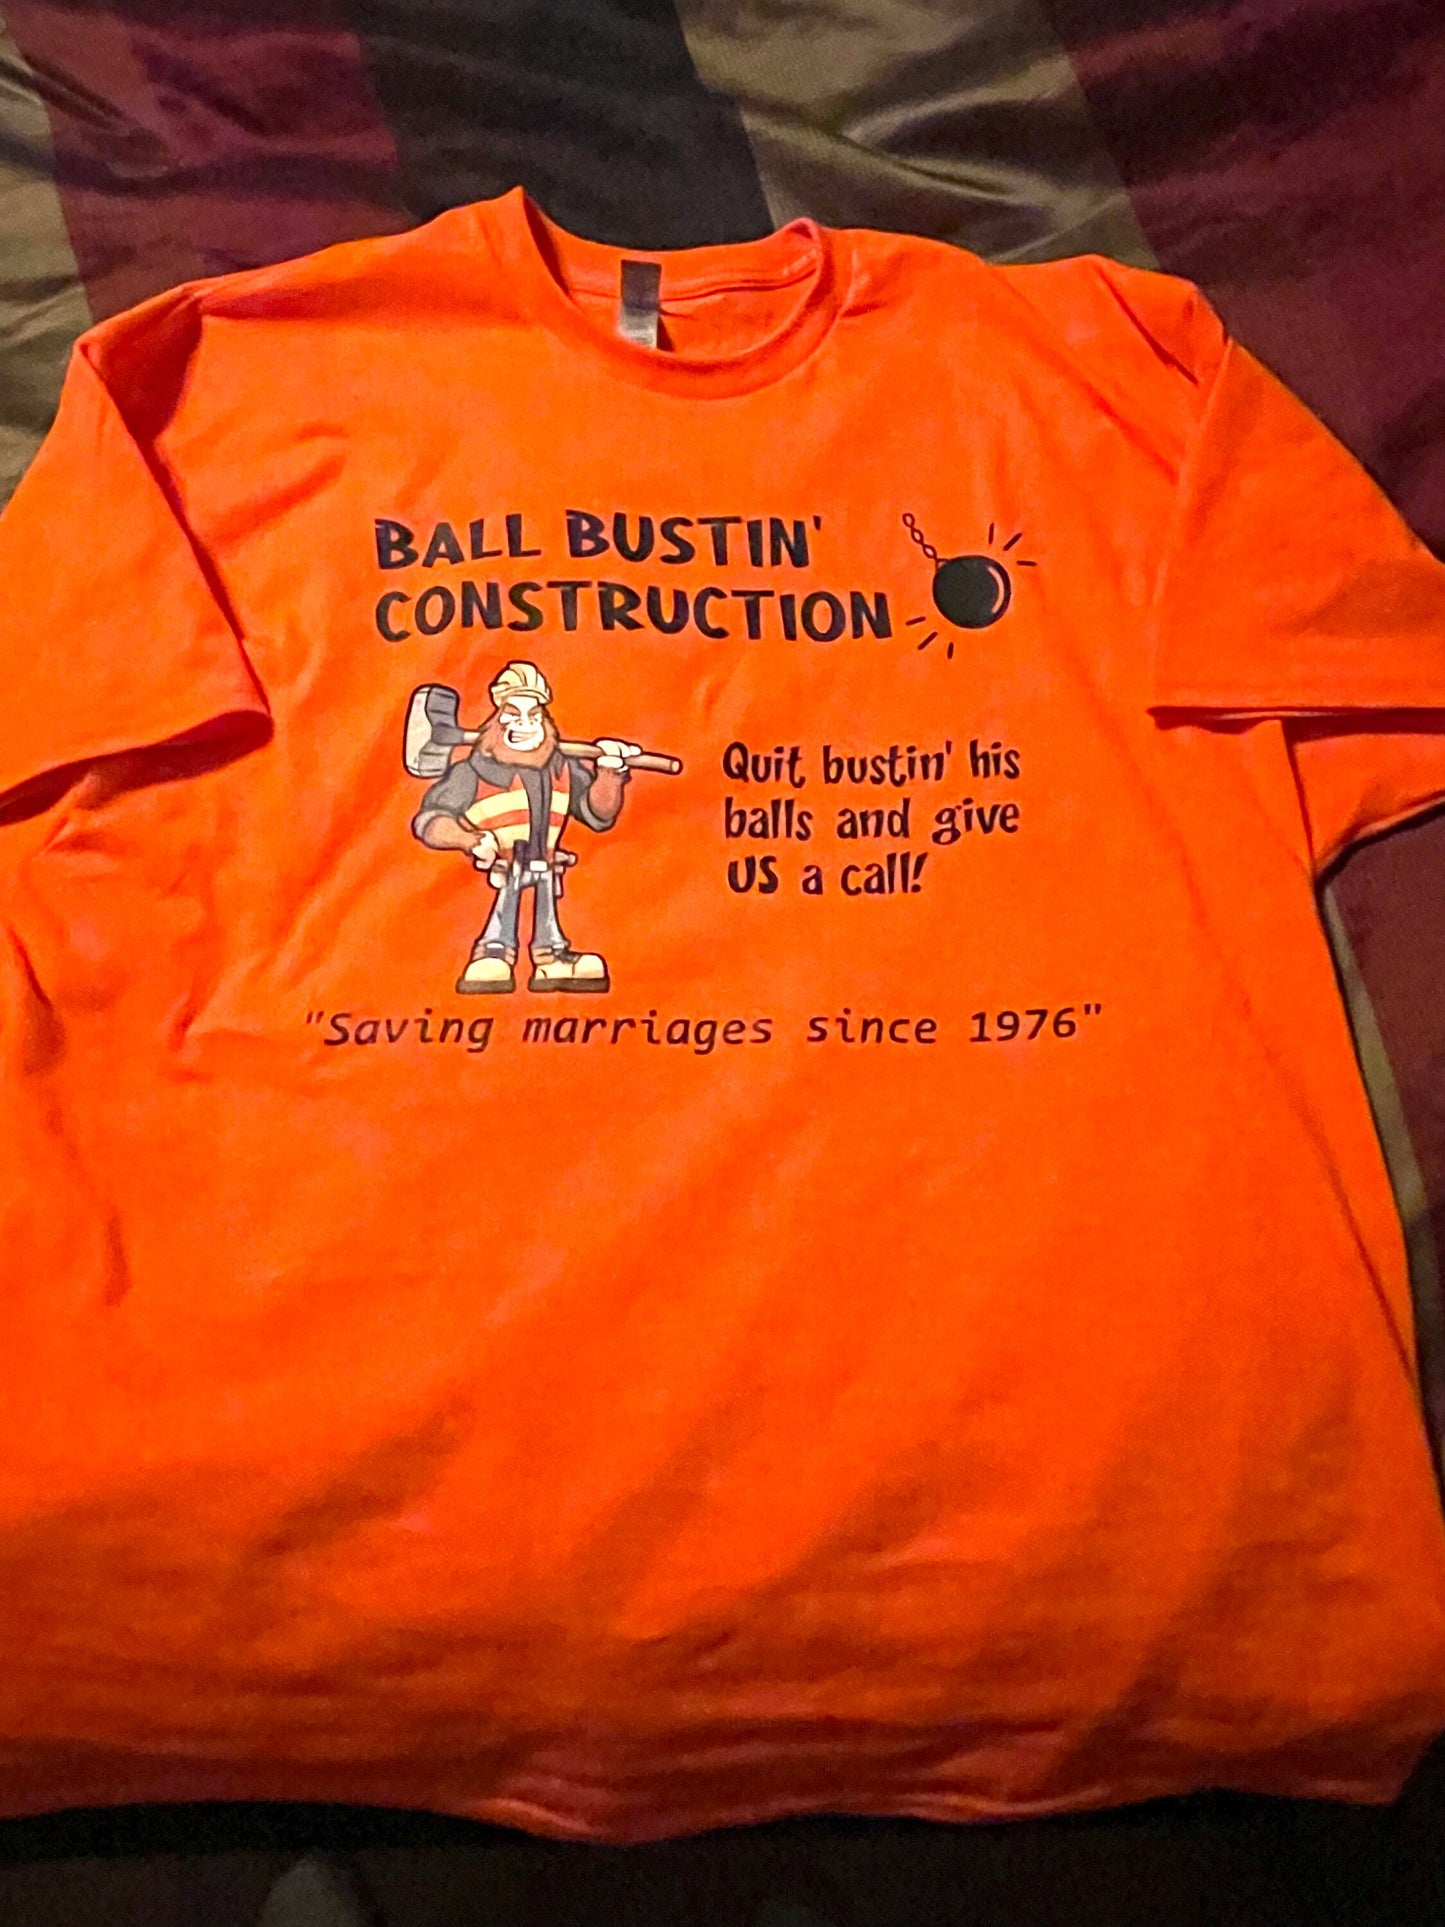 BALL BUSTIN'
CONSTRUCTION
Quit bustin' his
balls and give
US a call!
"Saving marriages since 1976"